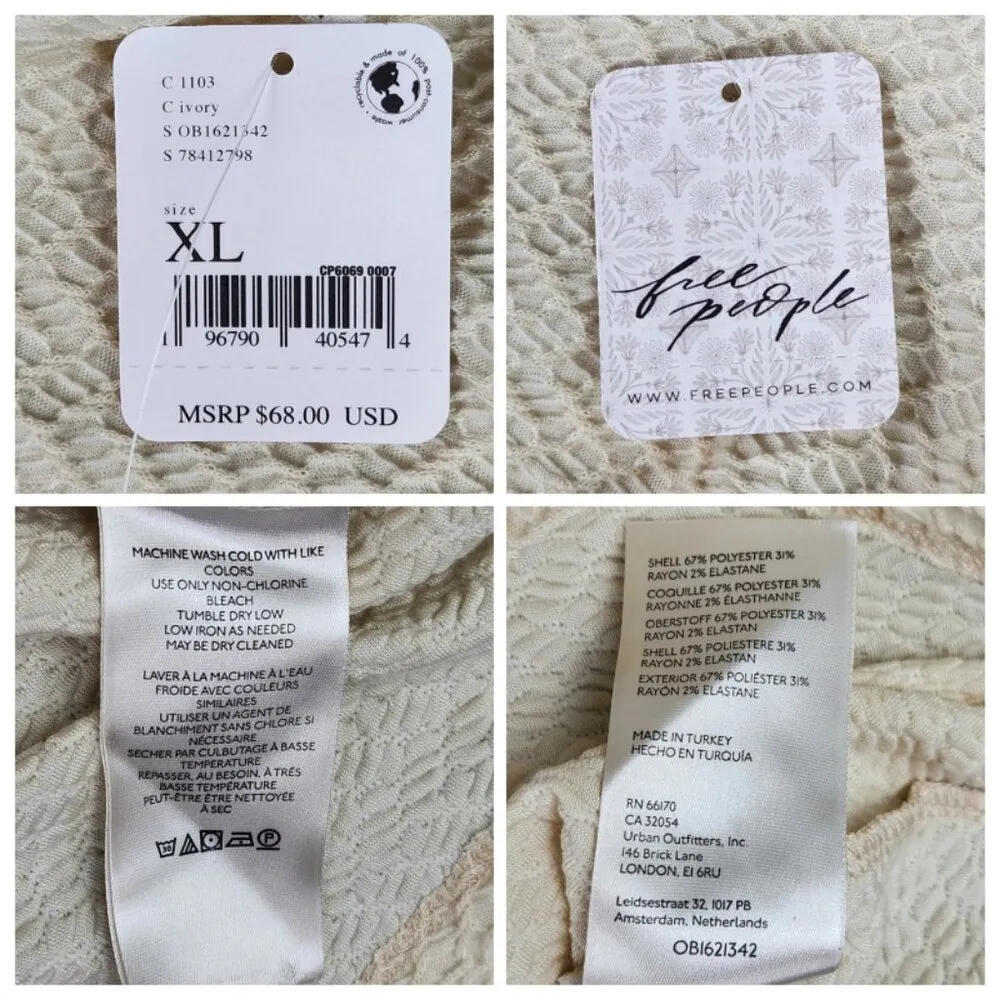 C 1103
C ivory
S OB1621342
S 78412798
recyclable & made of 100% post-consumer waste
size
XL
CP6069 0007
1 96790 40547 4
MSRP $68.00 USD
free
people
WWW.FREEPEOPLE.COM
MACHINE WASH COLD WITH LIKE
COLORS
USE ONLY NON-CHLORINE
BLEACH
TUMBLE DRY LOW
LOW IRON AS NEEDED
MAY BE DRY CLEANED
LAVER À LA MACHINE À L'EAU
FROIDE AVEC COULEURS
SIMILAIRES
UTILISER UN AGENT DE
BLANCHIMENT SANS CHLORE SI
NÉCESSAIRE
SECHER PAR CULBUTAGE À BASSE
TEMPERATURE
REPASSER, AU BESOIN, À TRÉS
BASSE TEMPÉRATURE
PEUT-ÊTRE ÊTRE NETTOYÉE
À SEC
30
P
SHELL 67% POLYESTER 31%
RAYON 2% ELASTANE
COQUILLE 67% POLYESTER 31%
RAYONNE 2% ÉLASTHANNE
OBERSTOFF 67% POLYESTER 31%
RAYON 2% ELASTAN
SHELL 67% POLIESTERE 31%
RAYON 2% ELASTAN
EXTERIOR 67% POLIÉSTER 31%
RAYÓN 2% ELASTANE
MADE IN TURKEY
HECHO EN TURQUÍA
RN 66170
CA 32054
Urban Outfitters, Inc.
146 Brick Lane
LONDON, E1 6RU
Leidsestraat 32, 1017 PB
Amsterdam, Netherlands
OB1621342